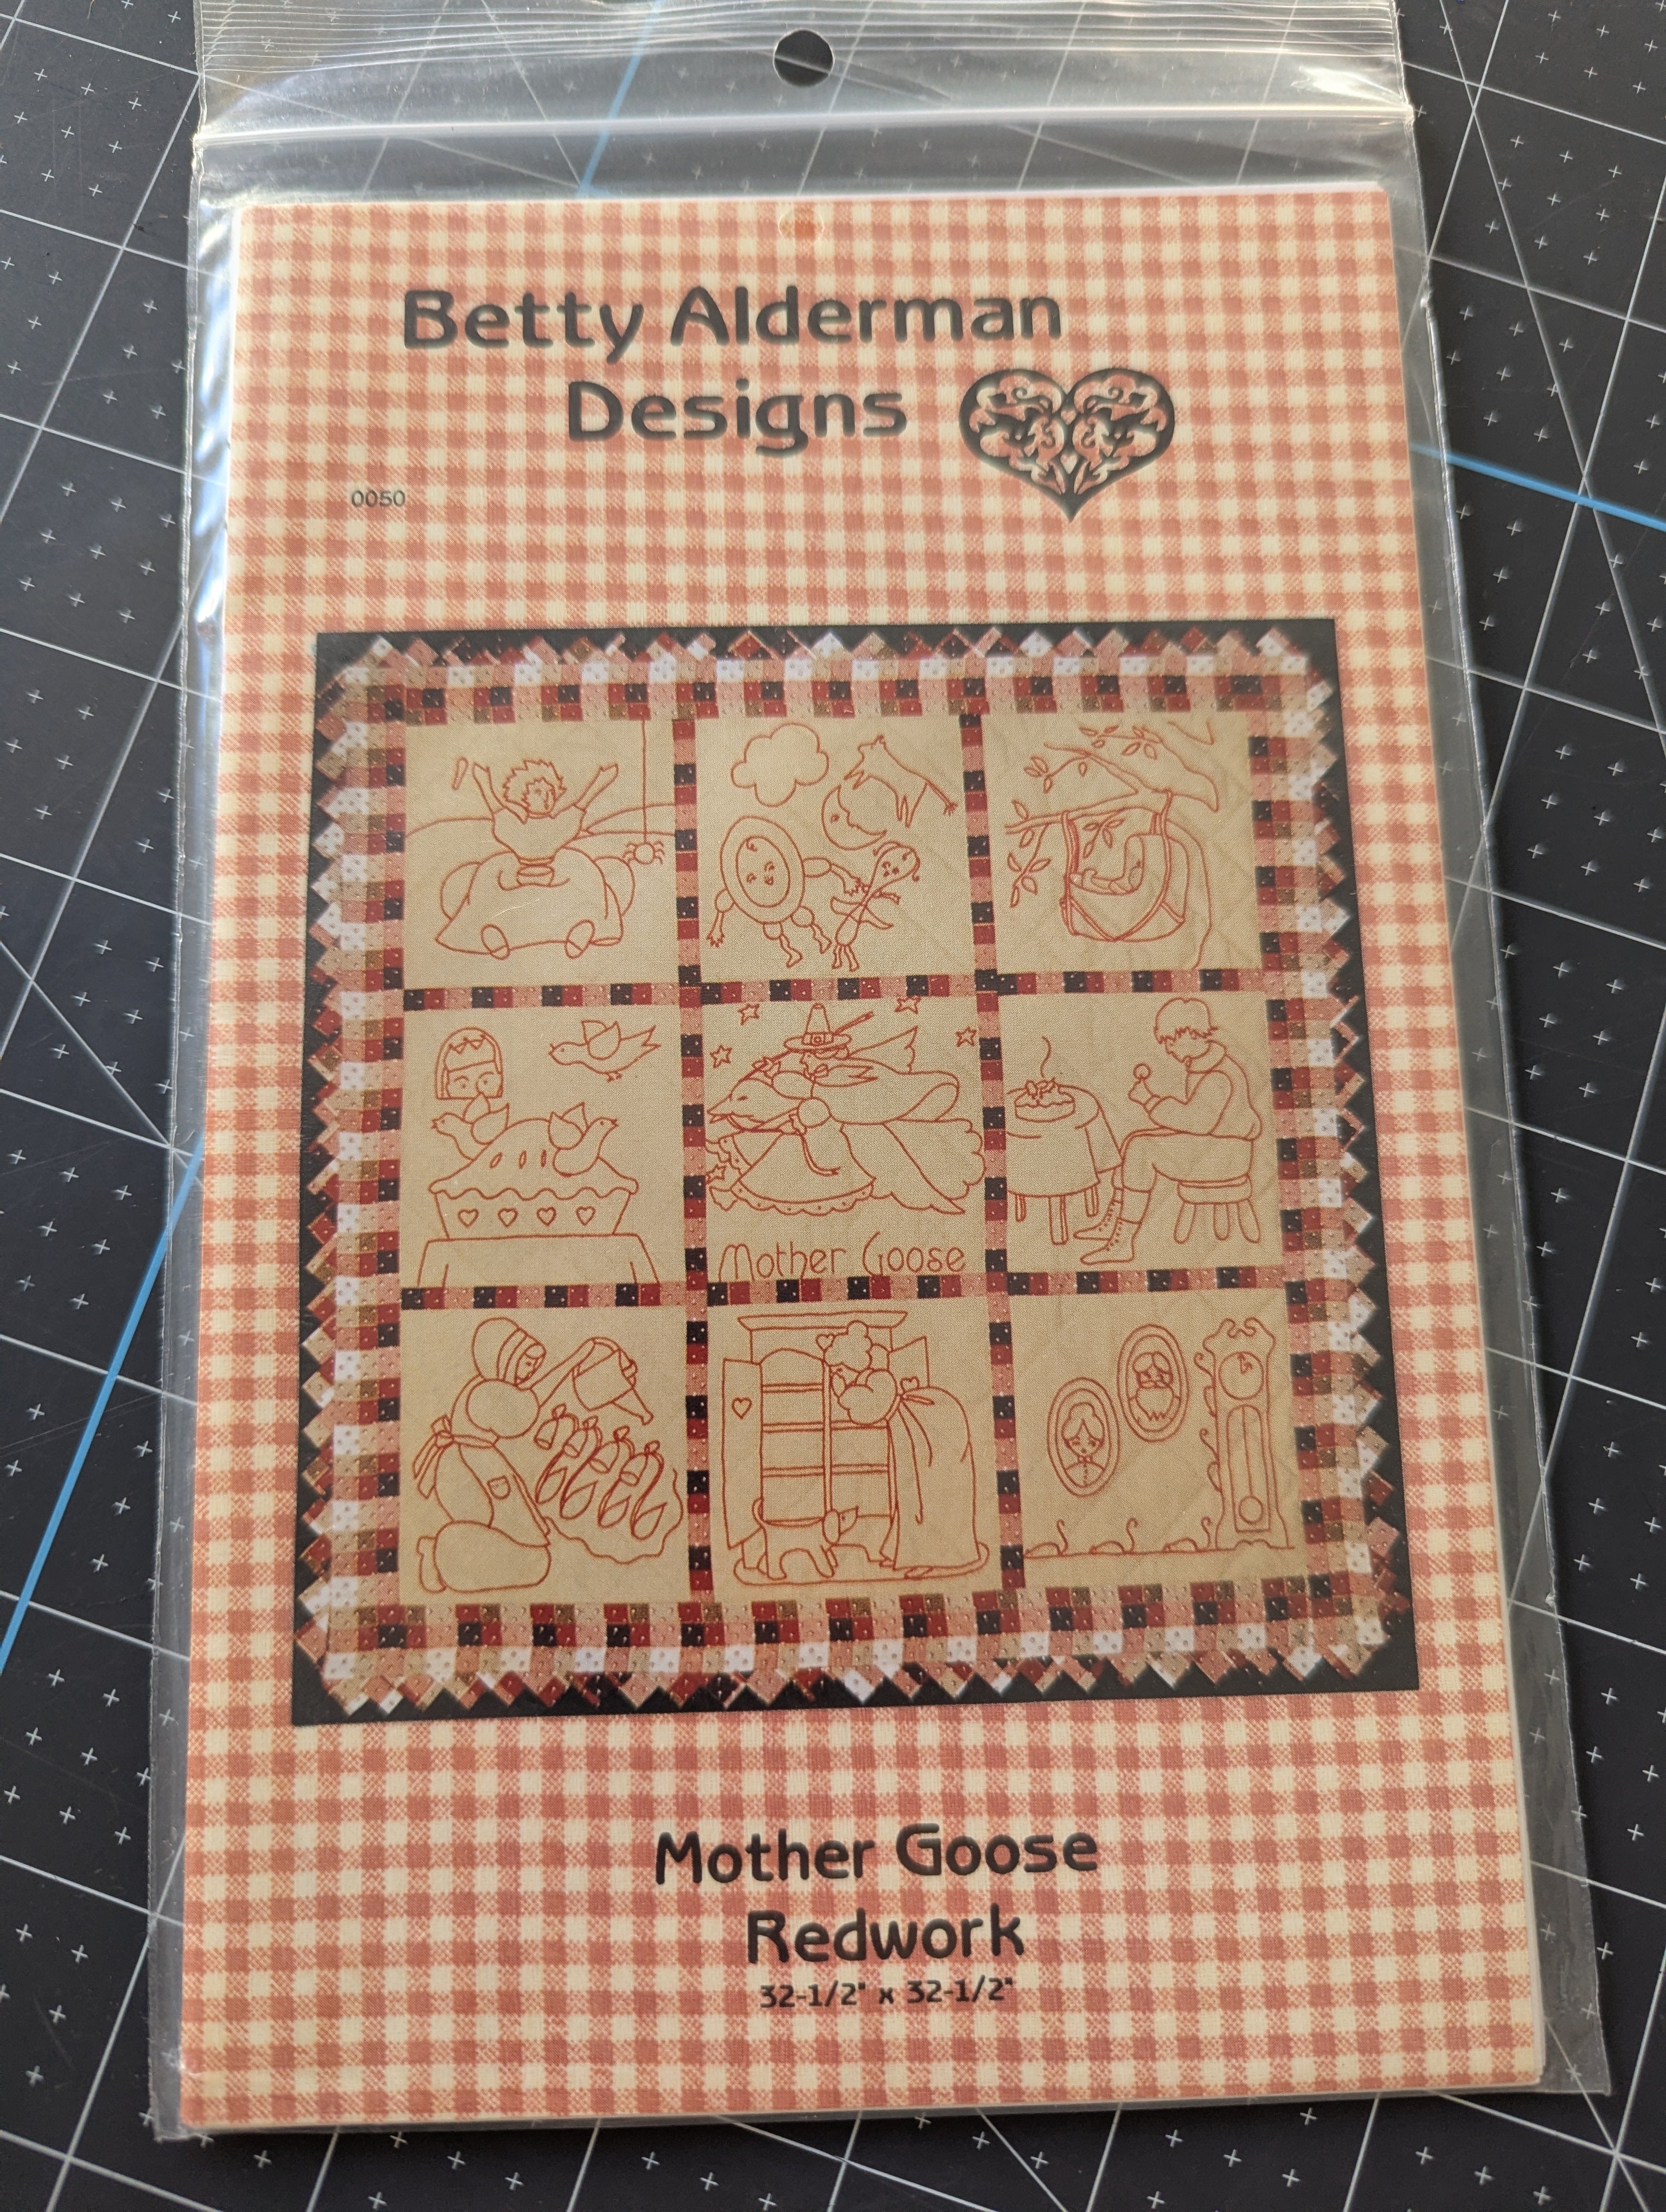 Betty Alderman
Designs
0050
Mother Goose
Mother Goose
Redwork
32-1/2" x 32-1/2"